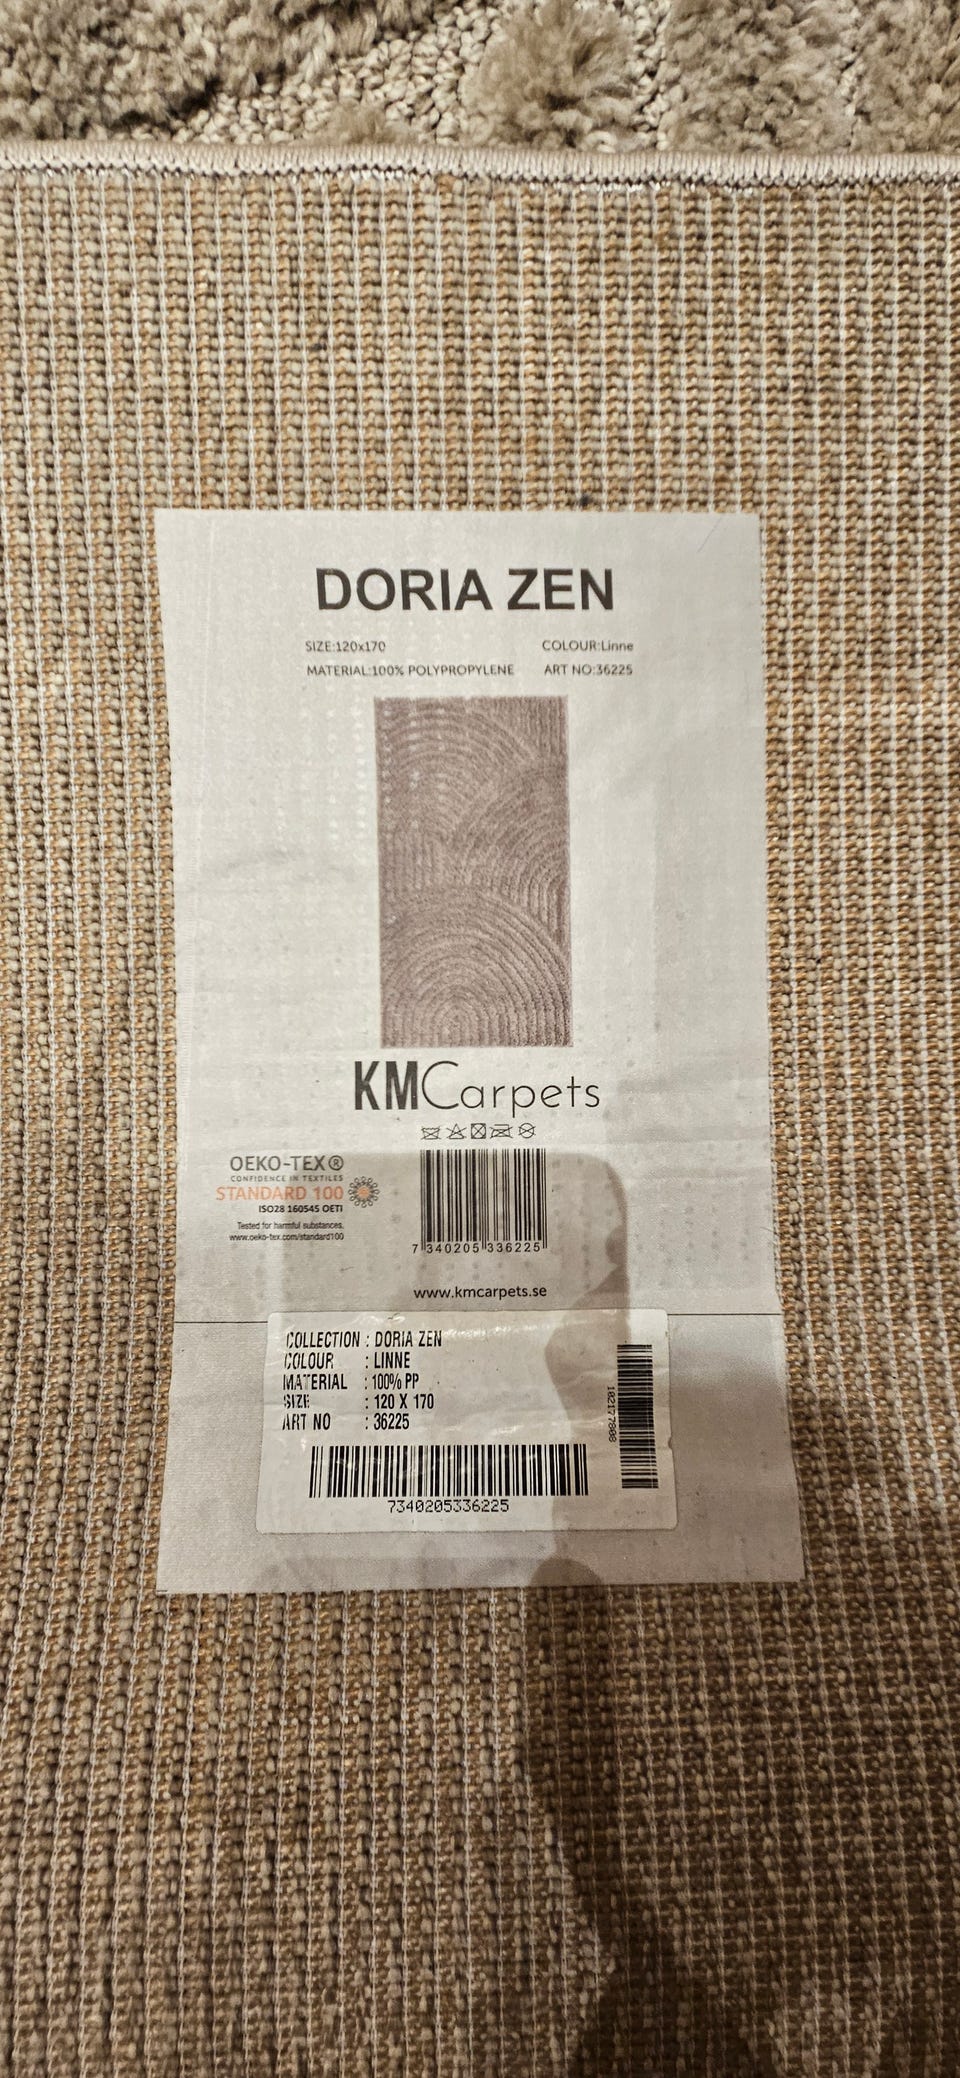 DORIA ZEN
SIZE:120x170 COLOUR:Linne
MATERIAL:100% POLYPROPYLENE ART NO:36225
KMCarpets
OEKO-TEX®
CONFIDENCE IN TEXTILES
STANDARD 100
ISO28 160545 OETI
Tested for harmful substances.
www.oeko-tex.com/standard100
7 340205 336225
www.kmcarpets.se
COLLECTION : DORIA ZEN
COLOUR : LINNE
MATERIAL : 100% PP
SIZE : 120 X 170
ART NO : 36225
7340205336225
102177808